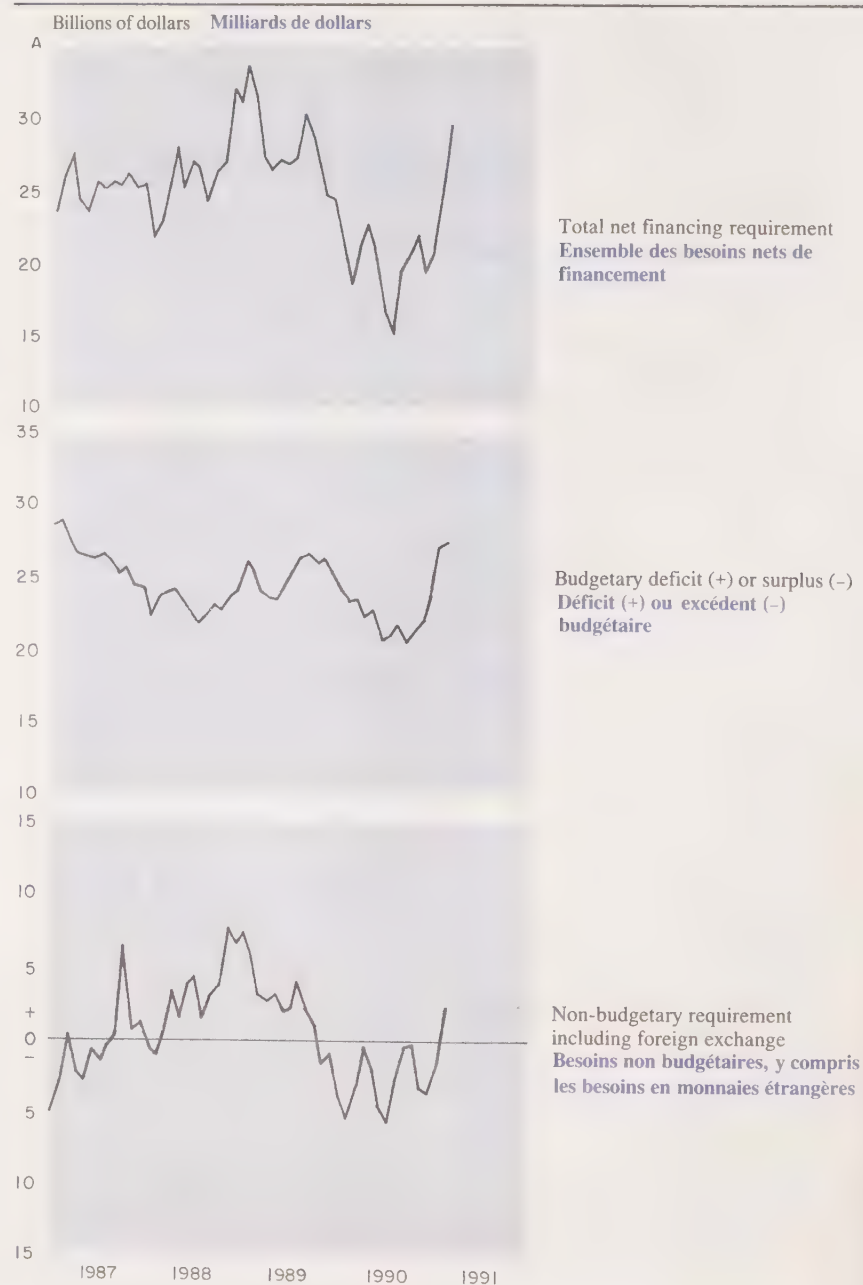 Billions of dollars Milliards de dollars
A
30
25
20
15
10
Total net financing requirement
Ensemble des besoins nets de
financement
35
30
25
20
15
10
Budgetary deficit (+) or surplus (-)
Déficit (+) ou excédent (-)
budgétaire
15
10
5
+
0
-
5
10
15
Non-budgetary requirement
including foreign exchange
Besoins non budgétaires, y compris
les besoins en monnaies étrangères
1987 1988 1989 1990 1991